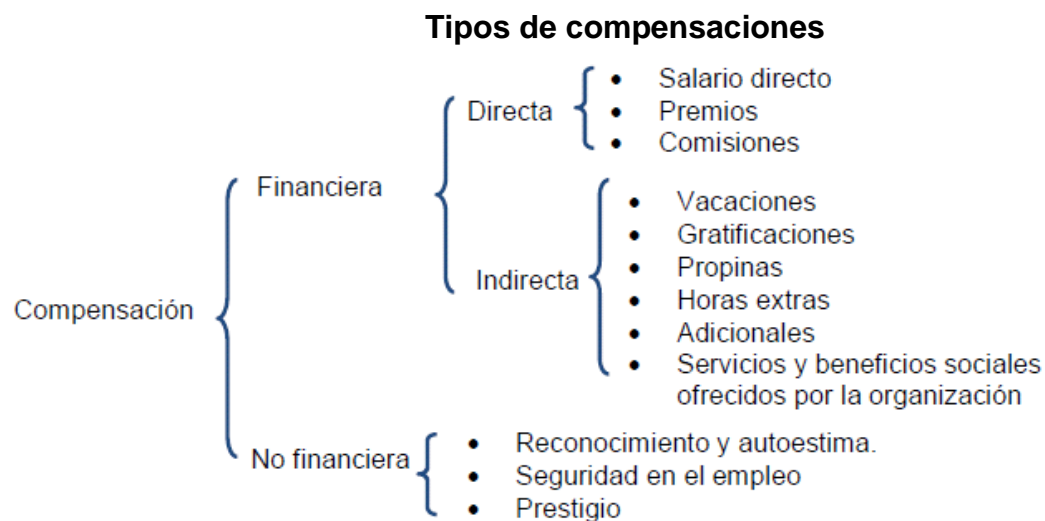 Tipos de compensaciones
Compensación
Financiera
Directa
• Salario directo
• Premios
• Comisiones
Indirecta
• Vacaciones
• Gratificaciones
• Propinas
• Horas extras
• Adicionales
• Servicios y beneficios sociales
ofrecidos por la organización
No financiera
• Reconocimiento y autoestima.
• Seguridad en el empleo
• Prestigio